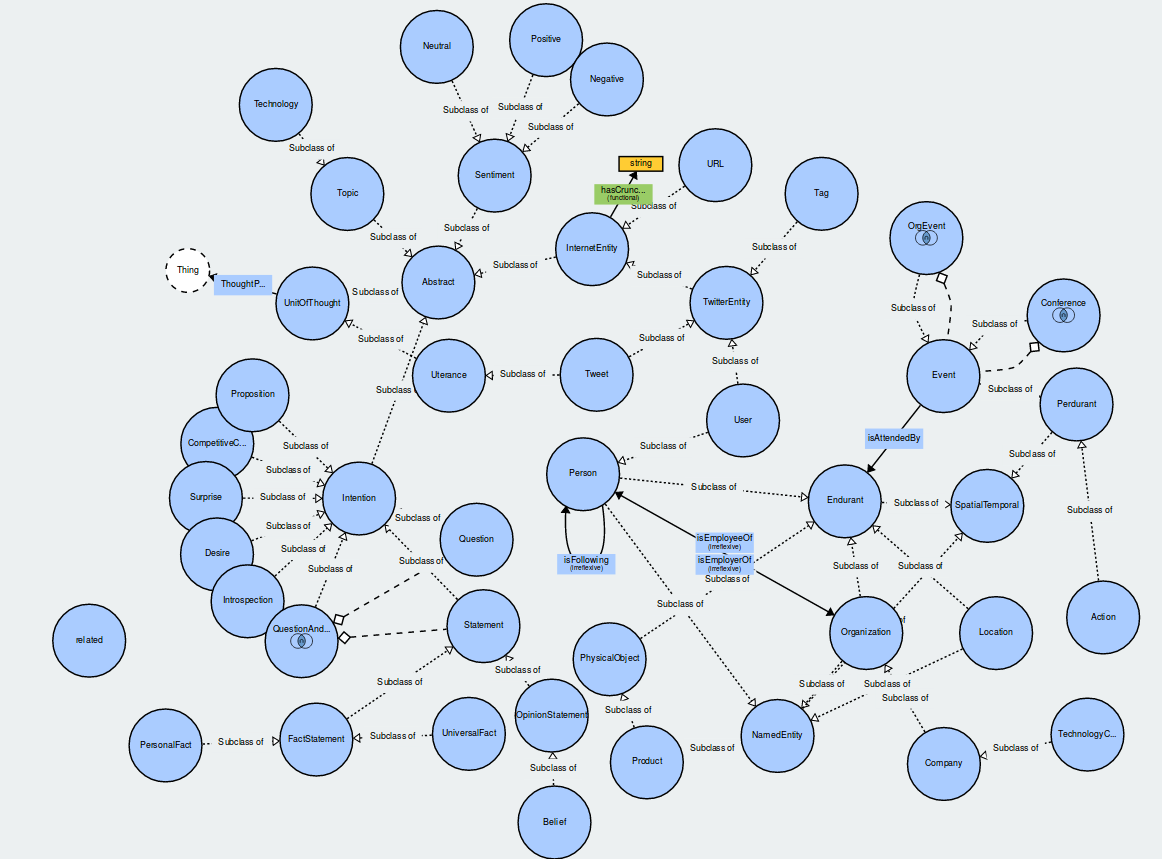 Neutral
Positive
Negative
Technology
Subclass of
Subclass of
Subclass of
Subclass of
Topic
Sentiment
string
URL
Tag
hasCrunc...
(functional)
Subclass of
OrgEvent
Subclass of
Subclass of
InternetEntity
Subclass of
Thing
ThoughtP...
UnitOfThought
Subclass of
Abstract
Subclass of
Subclass of
TwitterEntity
Subclass of
Conference
Subclass of
Subclass of
Subclass of
Subclass of
Uterance
Subclass of
Tweet
Event
Subclass of
Perdurant
Subclass
Proposition
User
isAttendedBy
CompetitiveC...
Subclass of
Subclass of
Subclass of
Subclass of
Person
Surprise
Subclass of
Intention
Subclass of
Endurant
Subclass of
SpatialTemporal
Subclass of
Subclass of
Subclass of
Question
isEmployeeOf
(irreflexive)
Desire
Subclass of
Subclass of
isFollowing
(irreflexive)
isEmployerOf
(irreflexive)
Subclass of
Subclass of
Subclass of
Subclass of
Introspection
Subclass of
related
QuestionAnd...
Statement
Organization
of
Location
Action
PhysicalObject
Subclass of
Subclass of
Subclass of
Subclass of
Subclass of
Subclass of
PersonalFact
Subclass of
FactStatement
Subclass of
UniversalFact
OpinionStatement
Subclass of
NamedEntity
TechnologyC...
Subclass of
Product
Subclass of
Company
Subclass of
Belief